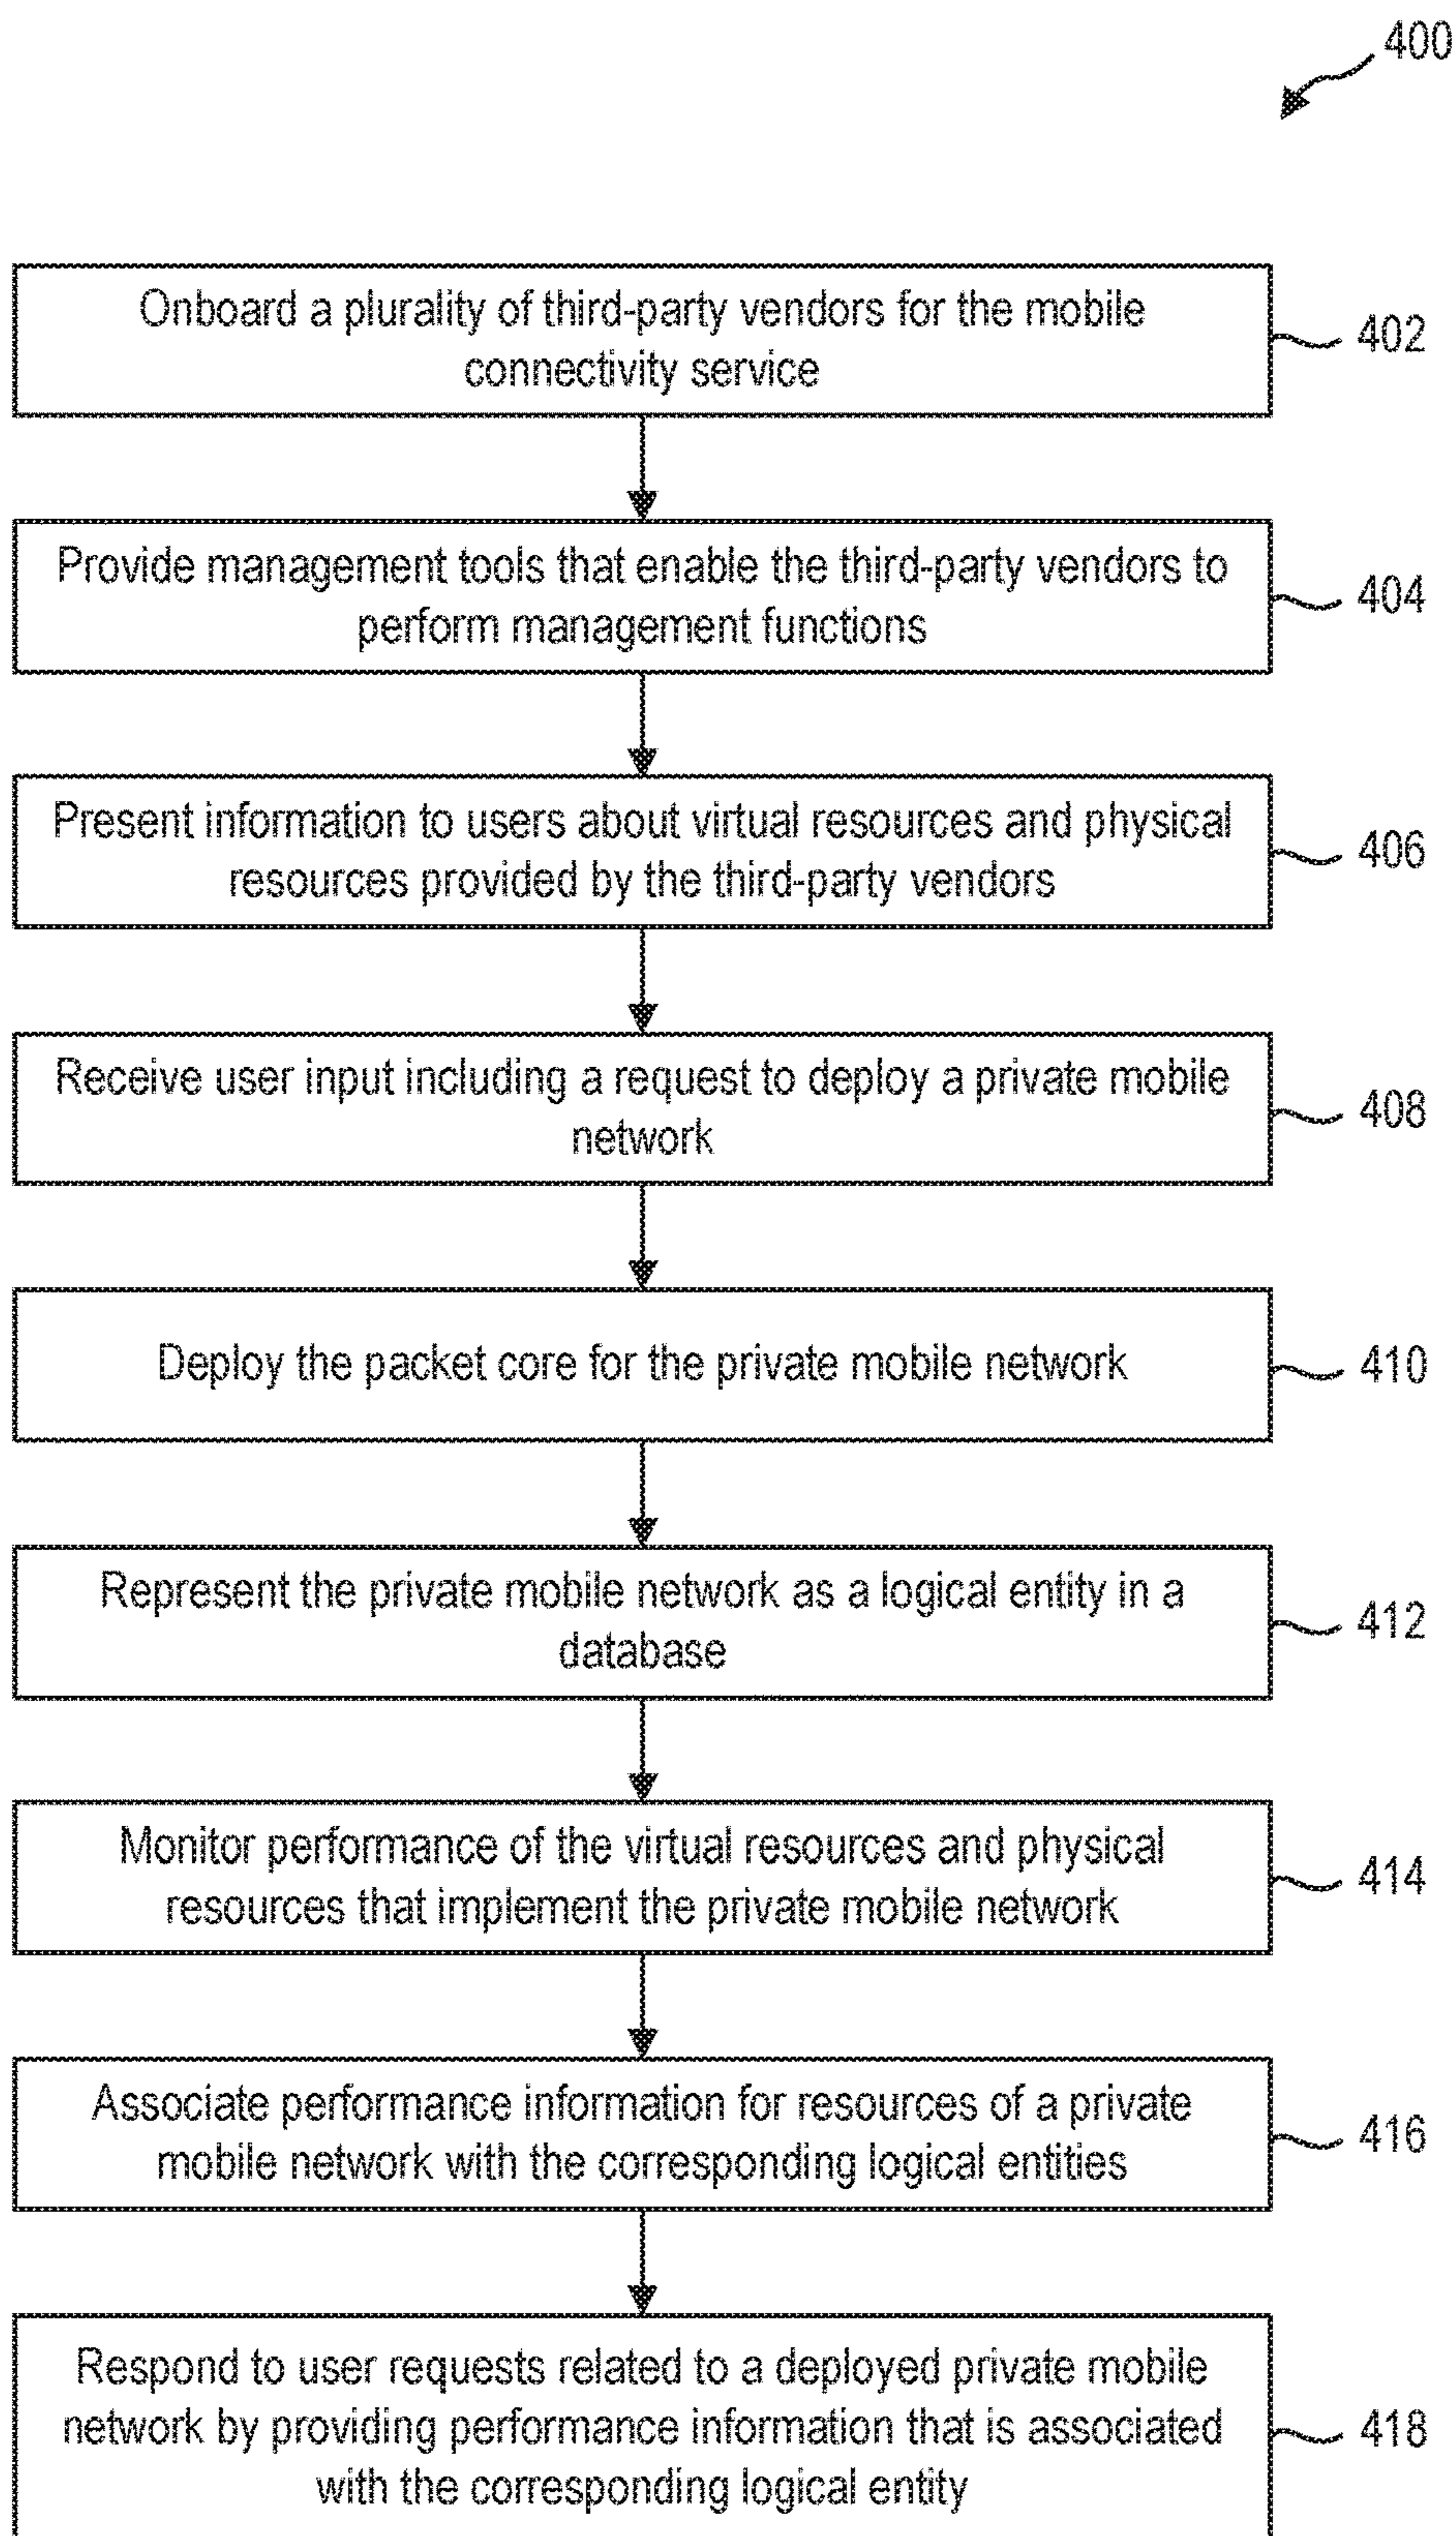 400
Onboard a plurality of third-party vendors for the mobile
connectivity service
402
Provide management tools that enable the third-party vendors to
perform management functions
404
Present information to users about virtual resources and physical
resources provided by the third-party vendors
406
Receive user input including a request to deploy a private mobile
network
408
Deploy the packet core for the private mobile network
410
Represent the private mobile network as a logical entity in a
database
412
Monitor performance of the virtual resources and physical
resources that implement the private mobile network
414
Associate performance information for resources of a private
mobile network with the corresponding logical entities
416
Respond to user requests related to a deployed private mobile
network by providing performance information that is associated
with the corresponding logical entity
418